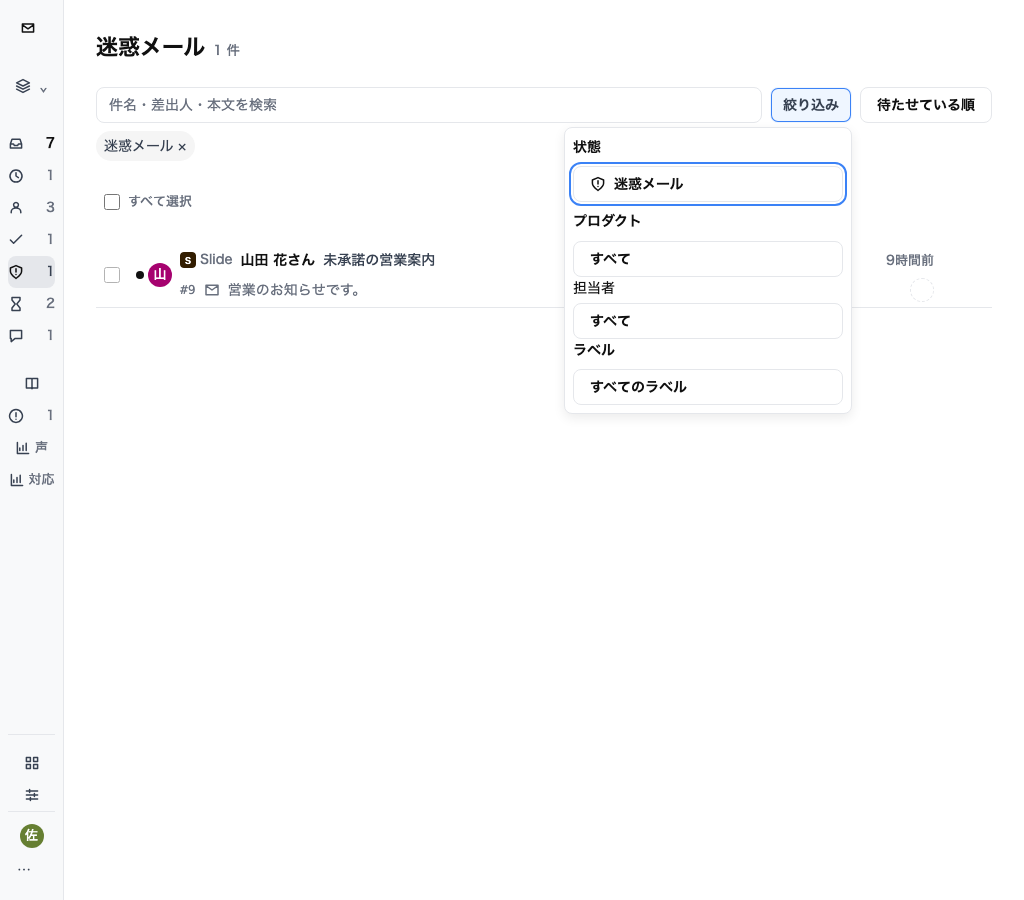 迷惑メール 1 件
件名・差出人・本文を検索
絞り込み
待たせている順
迷惑メール ×
すべて選択
状態
迷惑メール
プロダクト
すべて
担当者
すべて
ラベル
すべてのラベル
S Slide 山田 花さん 未承諾の営業案内
山
#9 営業のお知らせです。
9時間前
7
1
3
1
1
2
1
1
声
対応
佐
…